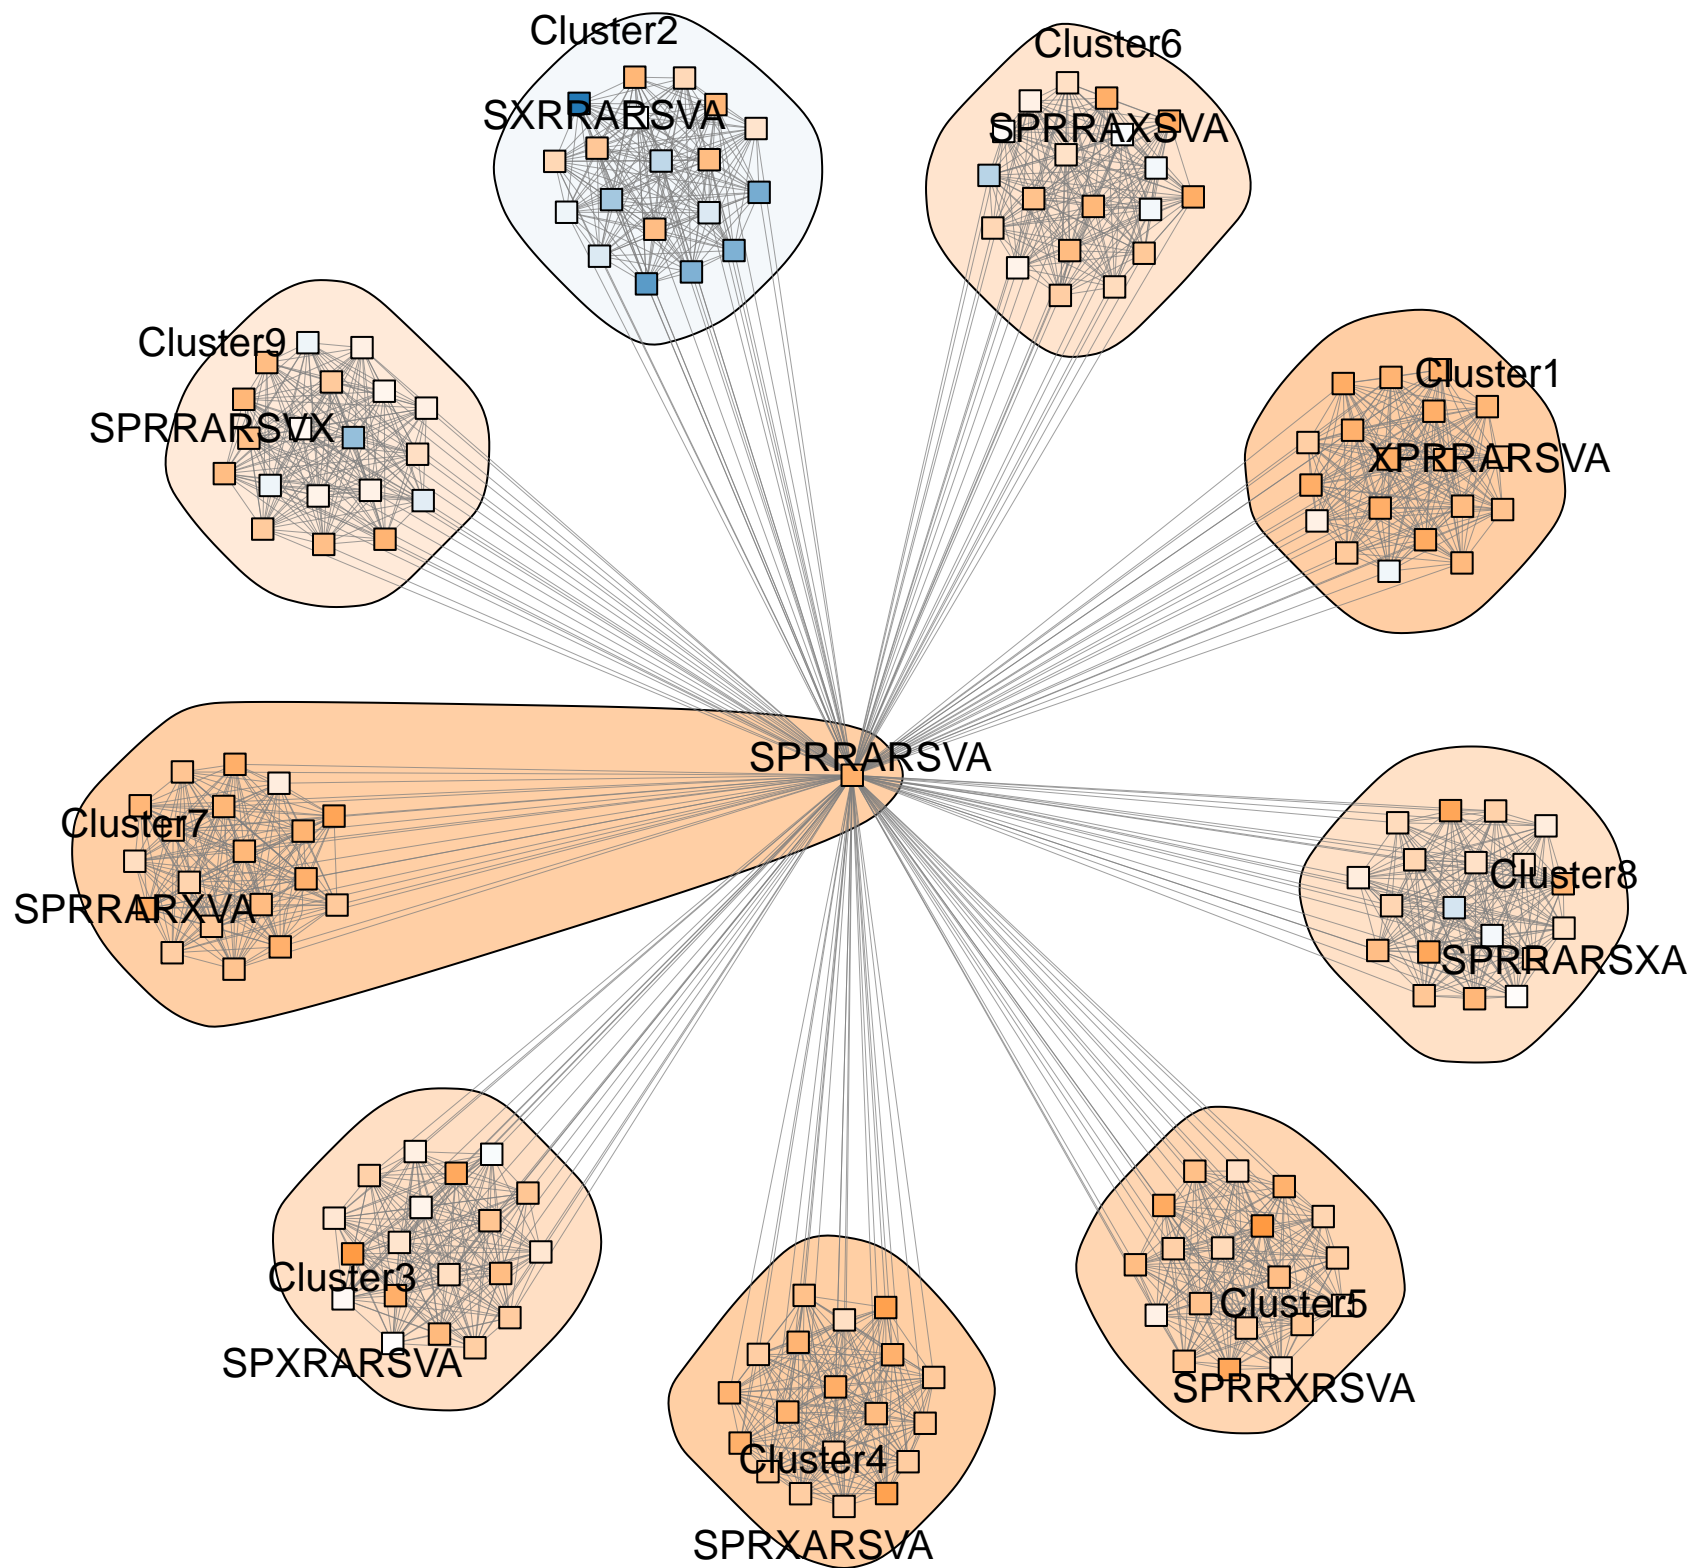 Cluster2
SXRRARSVA
Cluster6
SPRRAXSVA
Cluster9
SPRRARSVX
Cluster1
XPRRARSVA
SPRRARSVA
Cluster7
SPRRARXVA
Cluster8
SPRRARSXA
Cluster3
SPXRARSVA
Cluster5
SPRRXRSVA
Cluster4
SPRXARSVA